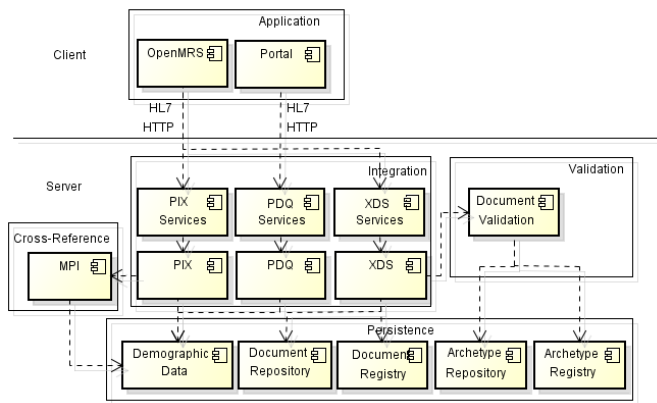 Application
Client
OpenMRS
Portal
HL7
HL7
HTTP
HTTP
Integration
Validation
Server
PIX
Services
PDQ
Services
XDS
Services
Document
Validation
Cross-Reference
MPI
PIX
PDQ
XDS
Persistence
Demographic
Data
Document
Repository
Document
Registry
Archetype
Repository
Archetype
Registry